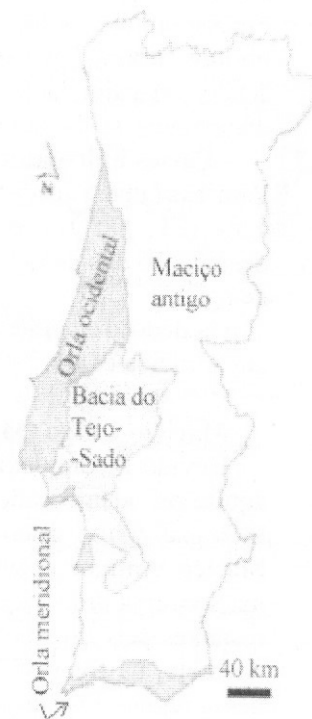 N
Orla ocidental
Maciço
antigo
Bacia do
Tejo-
-Sado
Orla meridional
40 km